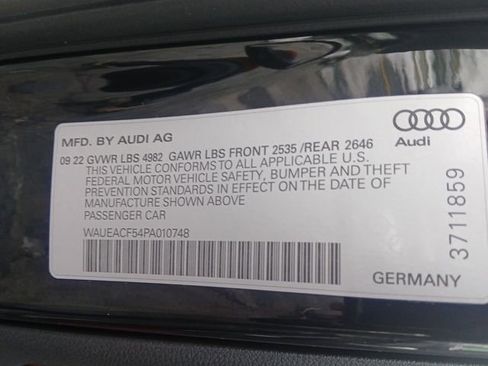 MFD. BY AUDI AG
Audi
09 22 GVWR LBS 4982 GAWR LBS FRONT 2535 /REAR 2646
THIS VEHICLE CONFORMS TO ALL APPLICABLE U.S.
FEDERAL MOTOR VEHICLE SAFETY, BUMPER AND THEFT
PREVENTION STANDARDS IN EFFECT ON THE DATE OF
MANUFACTURE SHOWN ABOVE
PASSENGER CAR
WAUEACF54PA010748
3711859
GERMANY